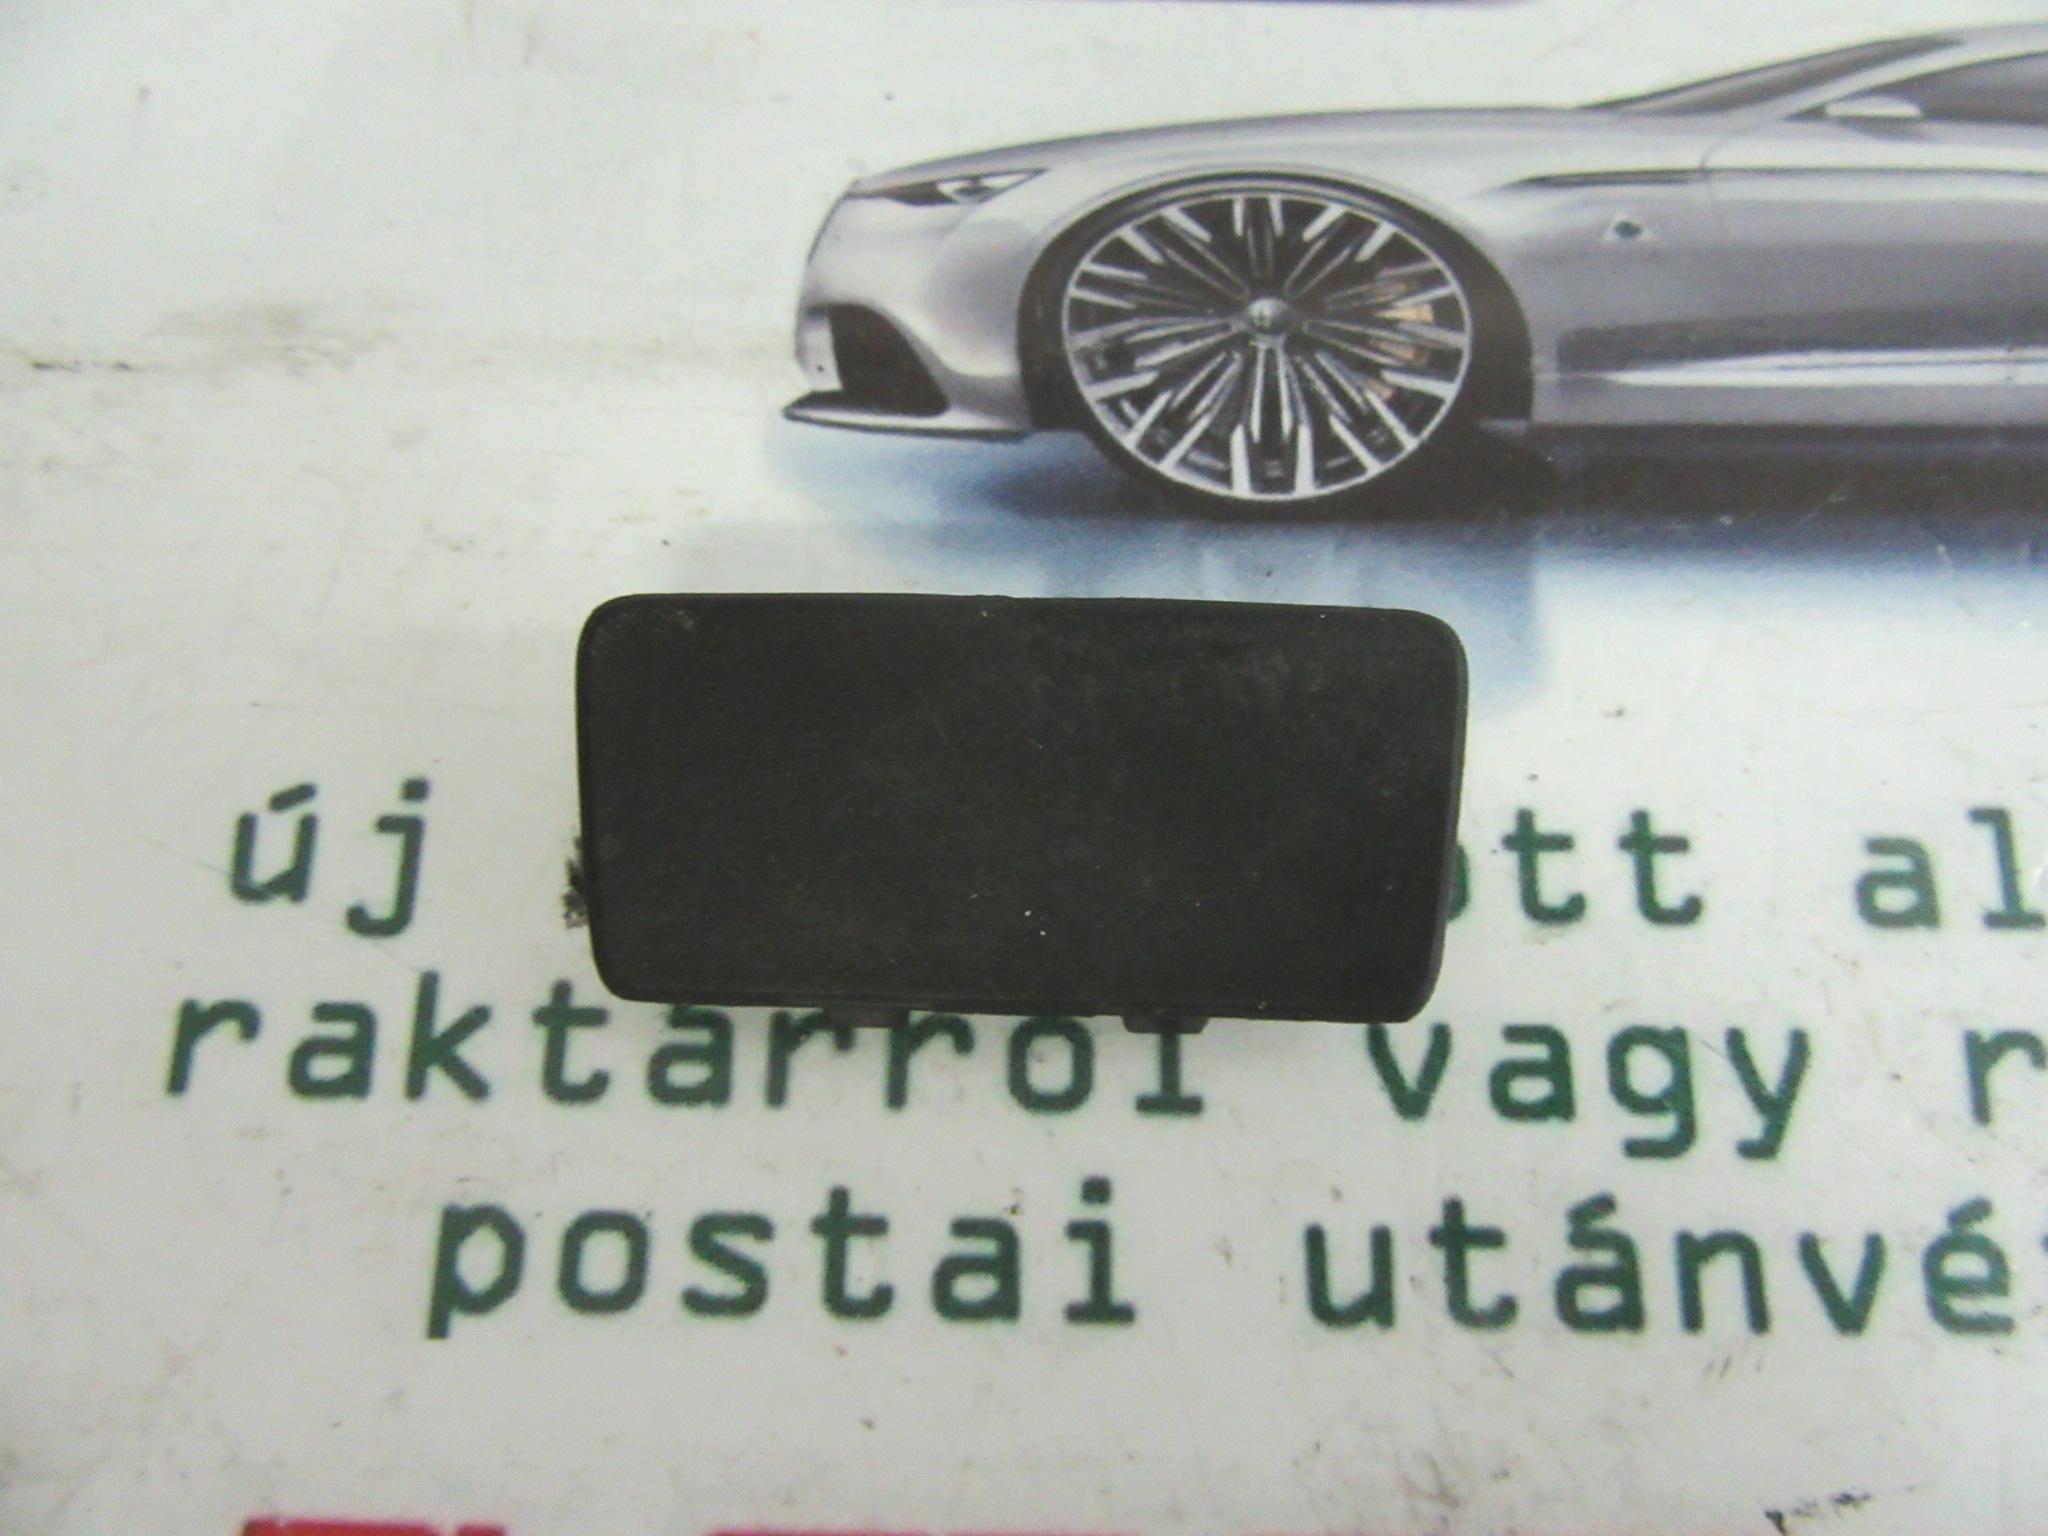 új ott al
raktárról vagy r
postai utánvé